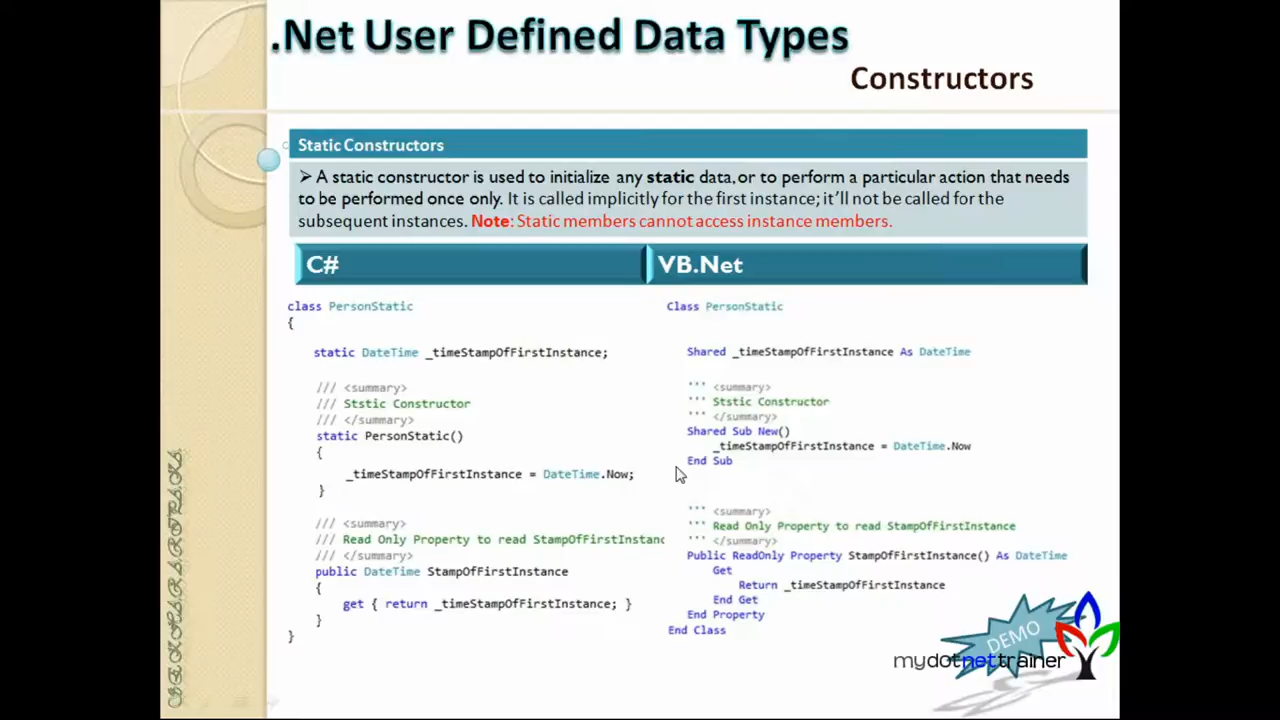 .Net User Defined Data Types
Constructors
Static Constructors
➢ A static constructor is used to initialize any static data, or to perform a particular action that needs
to be performed once only. It is called implicitly for the first instance; it'll not be called for the
subsequent instances. Note: Static members cannot access instance members.
C#
class PersonStatic
{
static DateTime _timeStampOfFirstInstance;
/// <summary>
/// Ststic Constructor
/// </summary>
static PersonStatic()
{
_timeStampOfFirstInstance = DateTime.Now;
}
/// <summary>
/// Read Only Property to read StampOfFirstInstanc
/// </summary>
public DateTime StampOfFirstInstance
{
get { return _timeStampOfFirstInstance; }
}
}
VB.Net
Class PersonStatic
Shared _timeStampOfFirstInstance As DateTime
''' <summary>
''' Ststic Constructor
''' </summary>
Shared Sub New()
_timeStampOfFirstInstance = DateTime.Now
End Sub
''' <summary>
''' Read Only Property to read StampOfFirstInstance
''' </summary>
Public ReadOnly Property StampOfFirstInstance() As DateTime
Get
Return _timeStampOfFirstInstance
End Get
End Property
End Class
DEMO
mydotnettrainer